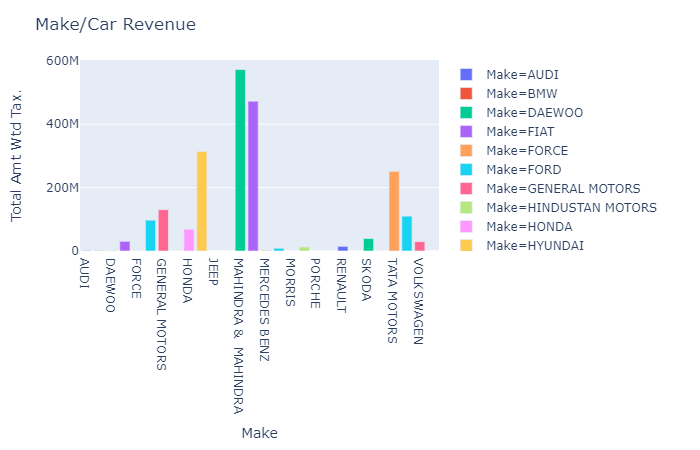 Make/Car Revenue
Total Amt Wtd Tax.
600M
400M
200M
0
AUDI
DAEWOO
FORCE
GENERAL MOTORS
HONDA
JEEP
MAHINDRA & MAHINDRA
MERCEDES BENZ
MORRIS
PORCHE
RENAULT
SKODA
TATA MOTORS
VOLKSWAGEN
Make
Make=AUDI
Make=BMW
Make=DAEWOO
Make=FIAT
Make=FORCE
Make=FORD
Make=GENERAL MOTORS
Make=HINDUSTAN MOTORS
Make=HONDA
Make=HYUNDAI